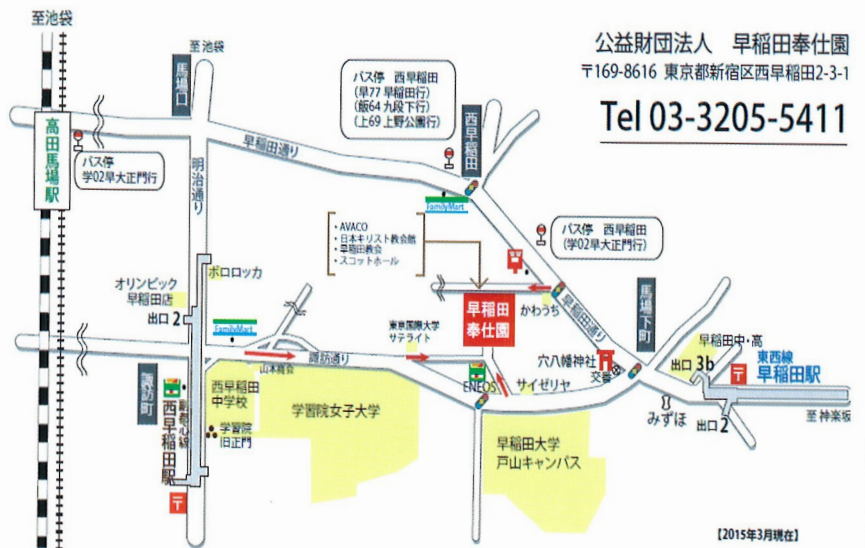 至池袋
公益財団法人　早稲田奉仕園
〒169-8616 東京都新宿区西早稲田2-3-1
Tel 03-3205-5411
至池袋
馬場口
バス停　西早稲田
(早77 早稲田行)
(飯64 九段下行)
(上69 上野公園行)
西早稲田
高田馬場駅
バス停
学02早大正門行
早稲田通り
明治通り
FamilyMart
・AVACO
・日本キリスト教会館
・早稲田教会
・スコットホール
バス停　西早稲田
(学02早大正門行)
オリンピック
早稲田店
ボロロッカ
出口2
FamilyMart
早稲田
奉仕園
かわうち
早稲田通り
馬場下町
東京国際大学
サテライト
諏訪通り
山本商会
穴八幡神社
交番
早稲田中・高
出口3b
東西線
早稲田駅
諏訪町
副都心線
西早稲田駅
西早稲田
中学校
学習院
旧正門
学習院女子大学
ENEOS
サイゼリヤ
みずほ
出口2
至神楽坂
早稲田大学
戸山キャンパス
【2015年3月現在】